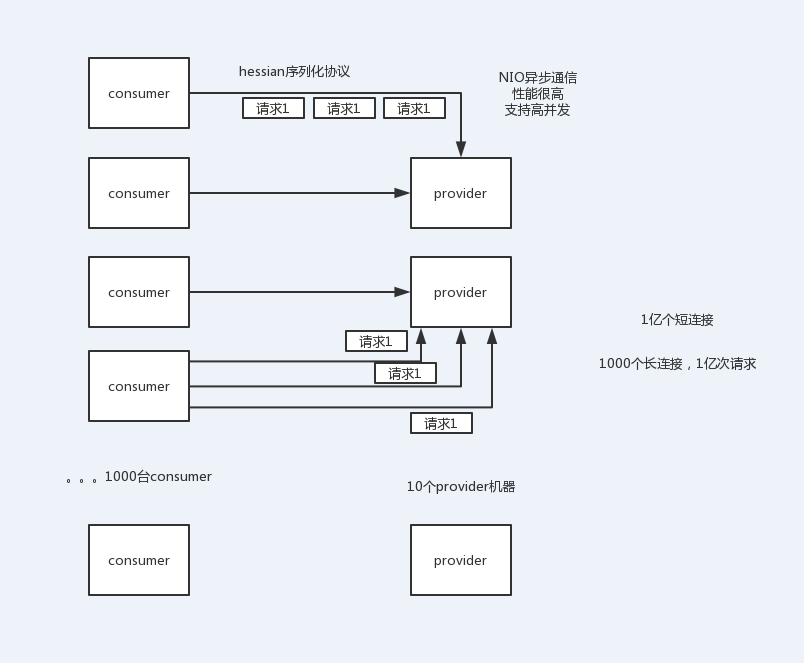 hessian序列化协议
NIO异步通信
性能很高
支持高并发
consumer
请求1
请求1
请求1
consumer
provider
consumer
provider
1亿个短连接
请求1
1000个长连接，1亿次请求
请求1
consumer
请求1
。。。1000台consumer
10个provider机器
consumer
provider